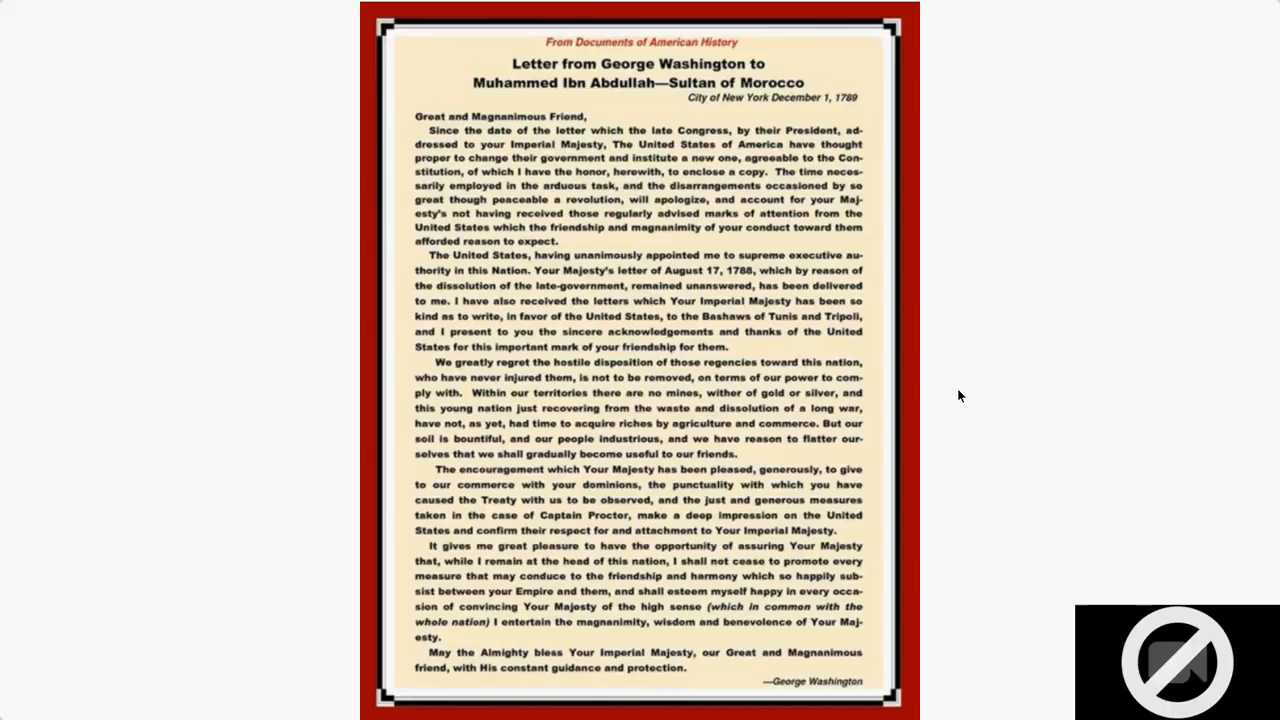 From Documents of American History
Letter from George Washington to
Muhammed Ibn Abdullah—Sultan of Morocco
City of New York December 1, 1789
Great and Magnanimous Friend,
Since the date of the letter which the late Congress, by their President, ad-
dressed to your Imperial Majesty, The United States of America have thought
proper to change their government and institute a new one, agreeable to the Con-
stitution, of which I have the honor, herewith, to enclose a copy. The time neces-
sarily employed in the arduous task, and the disarrangements occasioned by so
great though peaceable a revolution, will apologize, and account for your Maj-
esty's not having received those regularly advised marks of attention from the
United States which the friendship and magnanimity of your conduct toward them
afforded reason to expect.
The United States, having unanimously appointed me to supreme executive au-
thority in this Nation. Your Majesty's letter of August 17, 1788, which by reason of
the dissolution of the late-government, remained unanswered, has been delivered
to me. I have also received the letters which Your Imperial Majesty has been so
kind as to write, in favor of the United States, to the Bashaws of Tunis and Tripoli,
and I present to you the sincere acknowledgements and thanks of the United
States for this important mark of your friendship for them.
We greatly regret the hostile disposition of those regencies toward this nation,
who have never injured them, is not to be removed, on terms of our power to com-
ply with. Within our territories there are no mines, wither of gold or silver, and
this young nation just recovering from the waste and dissolution of a long war,
have not, as yet, had time to acquire riches by agriculture and commerce. But our
soil is bountiful, and our people industrious, and we have reason to flatter our-
selves that we shall gradually become useful to our friends.
The encouragement which Your Majesty has been pleased, generously, to give
to our commerce with your dominions, the punctuality with which you have
caused the Treaty with us to be observed, and the just and generous measures
taken in the case of Captain Proctor, make a deep impression on the United
States and confirm their respect for and attachment to Your Imperial Majesty.
It gives me great pleasure to have the opportunity of assuring Your Majesty
that, while I remain at the head of this nation, I shall not cease to promote every
measure that may conduce to the friendship and harmony which so happily sub-
sist between your Empire and them, and shall esteem myself happy in every occa-
sion of convincing Your Majesty of the high sense (which in common with the
whole nation) I entertain the magnanimity, wisdom and benevolence of Your Maj-
esty.
May the Almighty bless Your Imperial Majesty, our Great and Magnanimous
friend, with His constant guidance and protection.
—George Washington